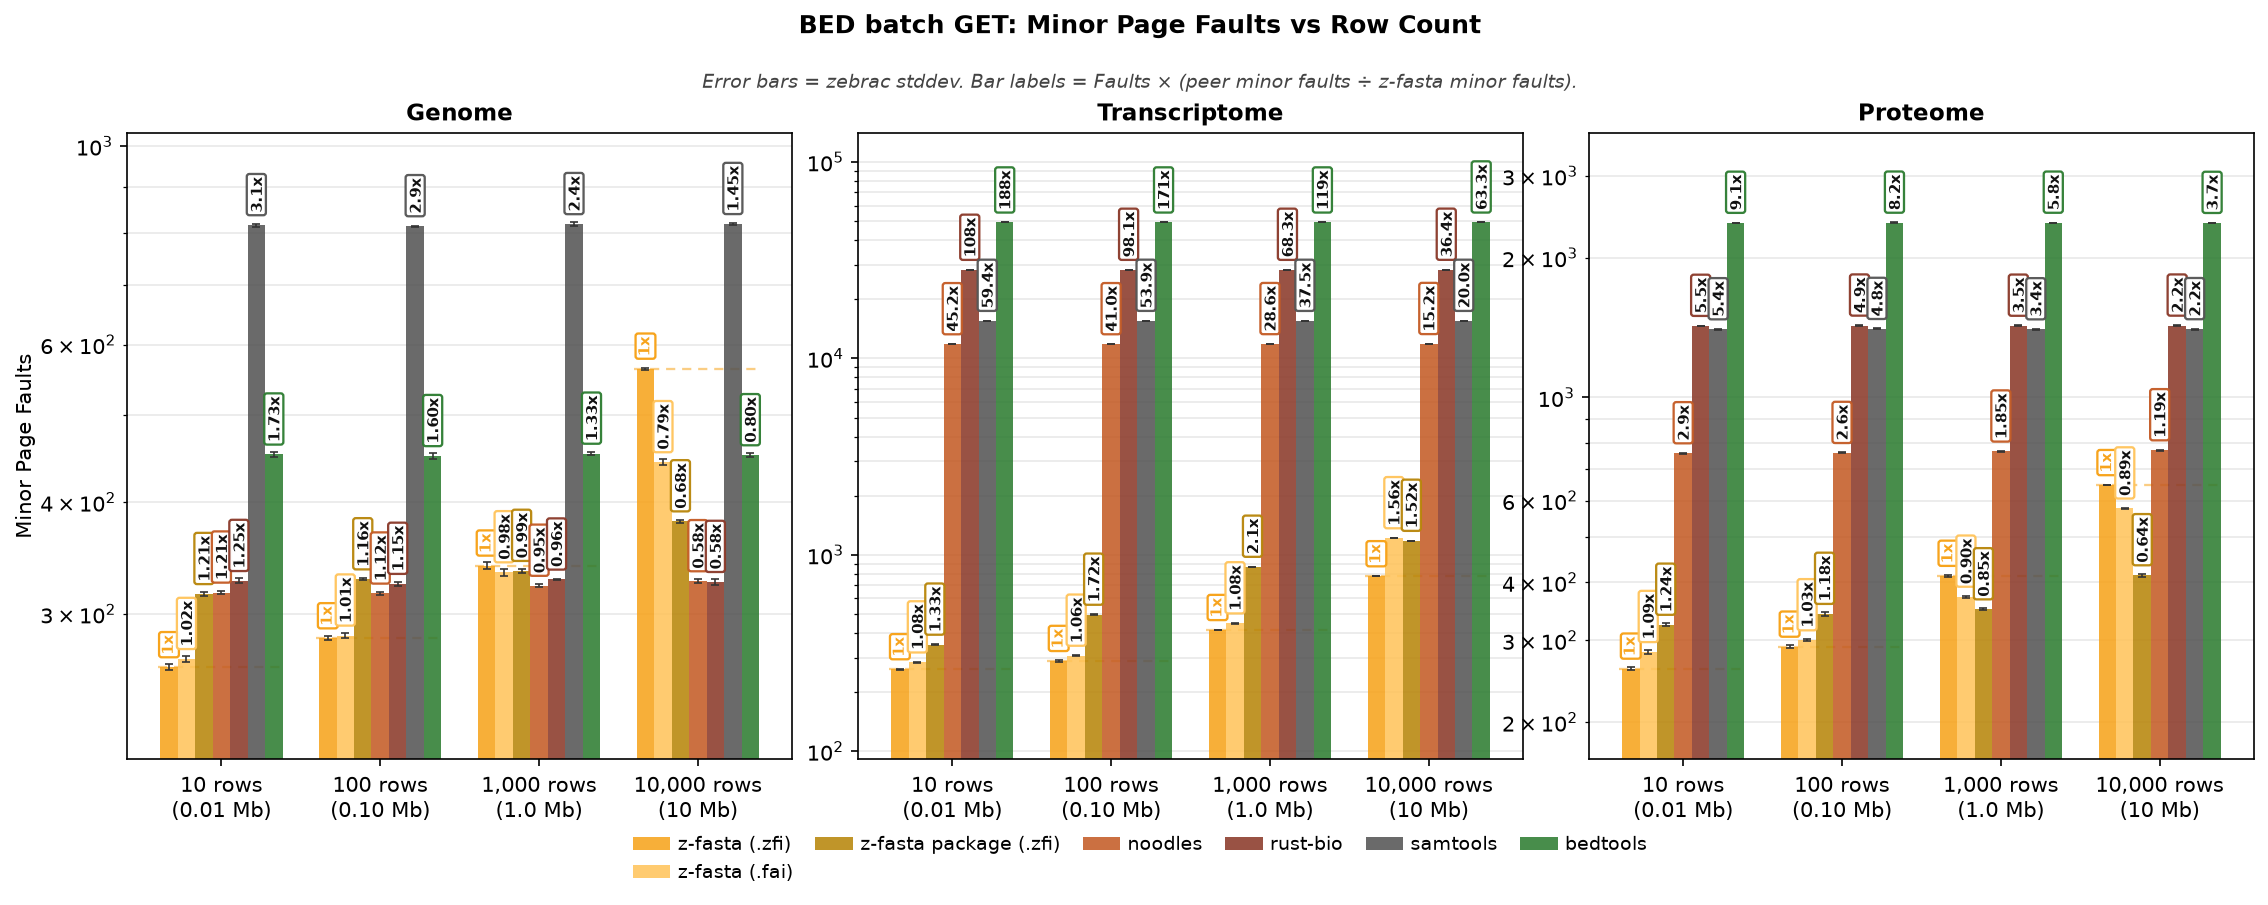 BED batch GET: Minor Page Faults vs Row Count
Error bars = zebrac stddev. Bar labels = Faults × (peer minor faults ÷ z-fasta minor faults).
Genome
Minor Page Faults
10³
6 × 10²
4 × 10²
3 × 10²
1x
1.02x
1.21x
1.21x
1.25x
3.1x
1.73x
1x
1.01x
1.16x
1.12x
1.15x
2.9x
1.60x
1x
0.98x
0.99x
0.95x
0.96x
2.4x
1.33x
1x
0.79x
0.68x
0.58x
0.58x
1.45x
0.80x
10 rows
(0.01 Mb)
100 rows
(0.10 Mb)
1,000 rows
(1.0 Mb)
10,000 rows
(10 Mb)
Transcriptome
10⁵
10⁴
10³
10²
1x
1.08x
1.33x
45.2x
108x
59.4x
188x
1x
1.06x
1.72x
41.0x
98.1x
53.9x
171x
1x
1.08x
2.1x
28.6x
68.3x
37.5x
119x
1x
1.56x
1.52x
15.2x
36.4x
20.0x
63.3x
10 rows
(0.01 Mb)
100 rows
(0.10 Mb)
1,000 rows
(1.0 Mb)
10,000 rows
(10 Mb)
Proteome
3 × 10³
2 × 10³
10³
6 × 10²
4 × 10²
3 × 10²
2 × 10²
1x
1.09x
1.24x
2.9x
5.5x
5.4x
9.1x
1x
1.03x
1.18x
2.6x
4.9x
4.8x
8.2x
1x
0.90x
0.85x
1.85x
3.5x
3.4x
5.8x
1x
0.89x
0.64x
1.19x
2.2x
2.2x
3.7x
10 rows
(0.01 Mb)
100 rows
(0.10 Mb)
1,000 rows
(1.0 Mb)
10,000 rows
(10 Mb)
z-fasta (.zfi)
z-fasta (.fai)
z-fasta package (.zfi)
noodles
rust-bio
samtools
bedtools